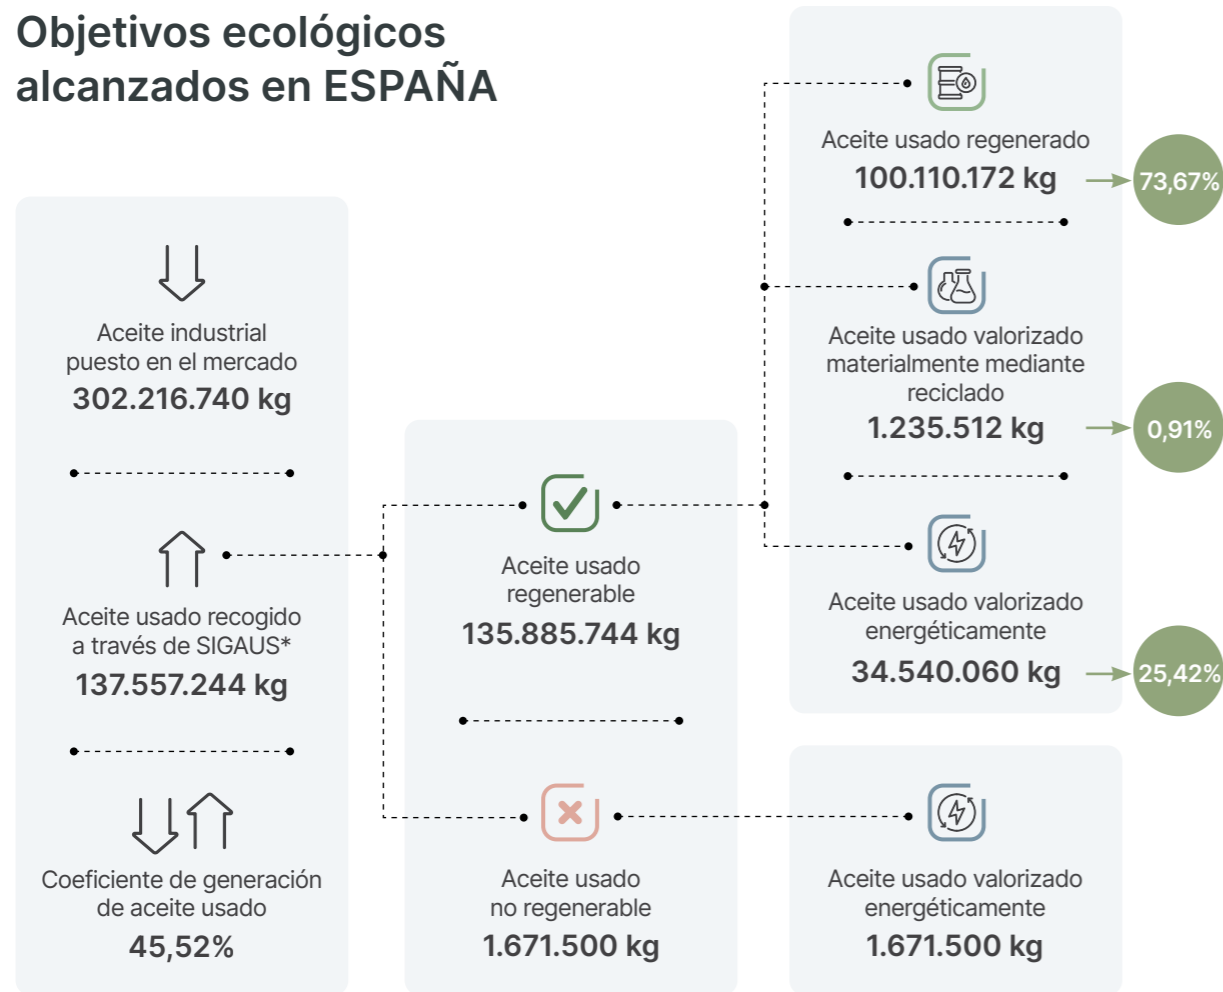 Objetivos ecológicos
alcanzados en ESPAÑA
Aceite industrial
puesto en el mercado
302.216.740 kg
Aceite usado recogido
a través de SIGAUS*
137.557.244 kg
Coeficiente de generación
de aceite usado
45,52%
Aceite usado
regenerable
135.885.744 kg
Aceite usado
no regenerable
1.671.500 kg
Aceite usado regenerado
100.110.172 kg
73,67%
Aceite usado valorizado
materialmente mediante
reciclado
1.235.512 kg
0,91%
Aceite usado valorizado
energéticamente
34.540.060 kg
25,42%
Aceite usado valorizado
energéticamente
1.671.500 kg